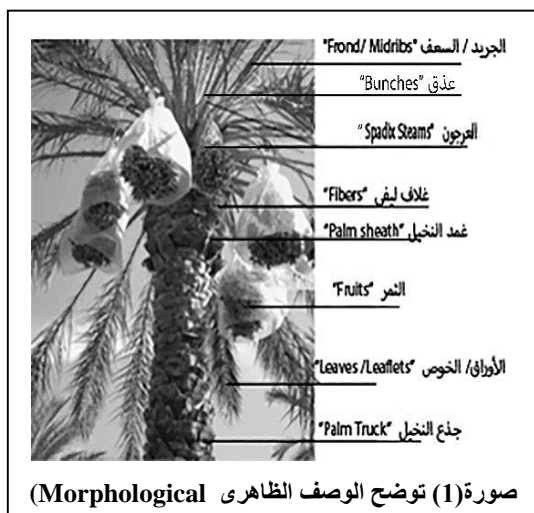 الجريد / السعف "Frond/ Midribs"
عذق "Bunches"
العرجون "Spadix Steams"
غلاف ليفى "Fibers"
غمد النخيل "Palm sheath"
الثمر "Fruits"
الأوراق/ الخوص "Leaves /Leaflets"
جذع النخيل "Palm Truck"
صورة(1) توضح الوصف الظاهرى Morphological)